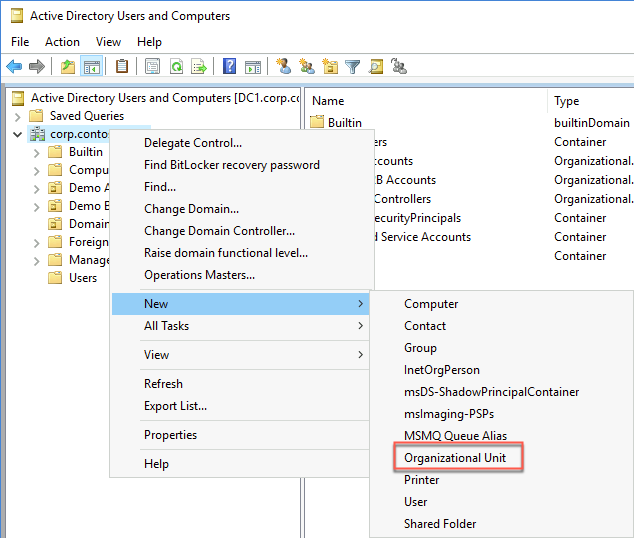 Active Directory Users and Computers
File Action View Help
Active Directory Users and Computers [DC1.corp.co
Saved Queries
corp.contos
Builtin
Compu
Demo A
Demo B
Domain
Foreign
Manage
Users
Name Type
Builtin builtinDomain
ers Container
ccounts Organizational.
B Accounts Organizational.
Controllers Organizational.
ecurityPrincipals Container
d Service Accounts Container
Container
Delegate Control...
Find BitLocker recovery password
Find...
Change Domain...
Change Domain Controller...
Raise domain functional level...
Operations Masters...
New
All Tasks
View
Refresh
Export List...
Properties
Help
Computer
Contact
Group
InetOrgPerson
msDS-ShadowPrincipalContainer
msImaging-PSPs
MSMQ Queue Alias
Organizational Unit
Printer
User
Shared Folder